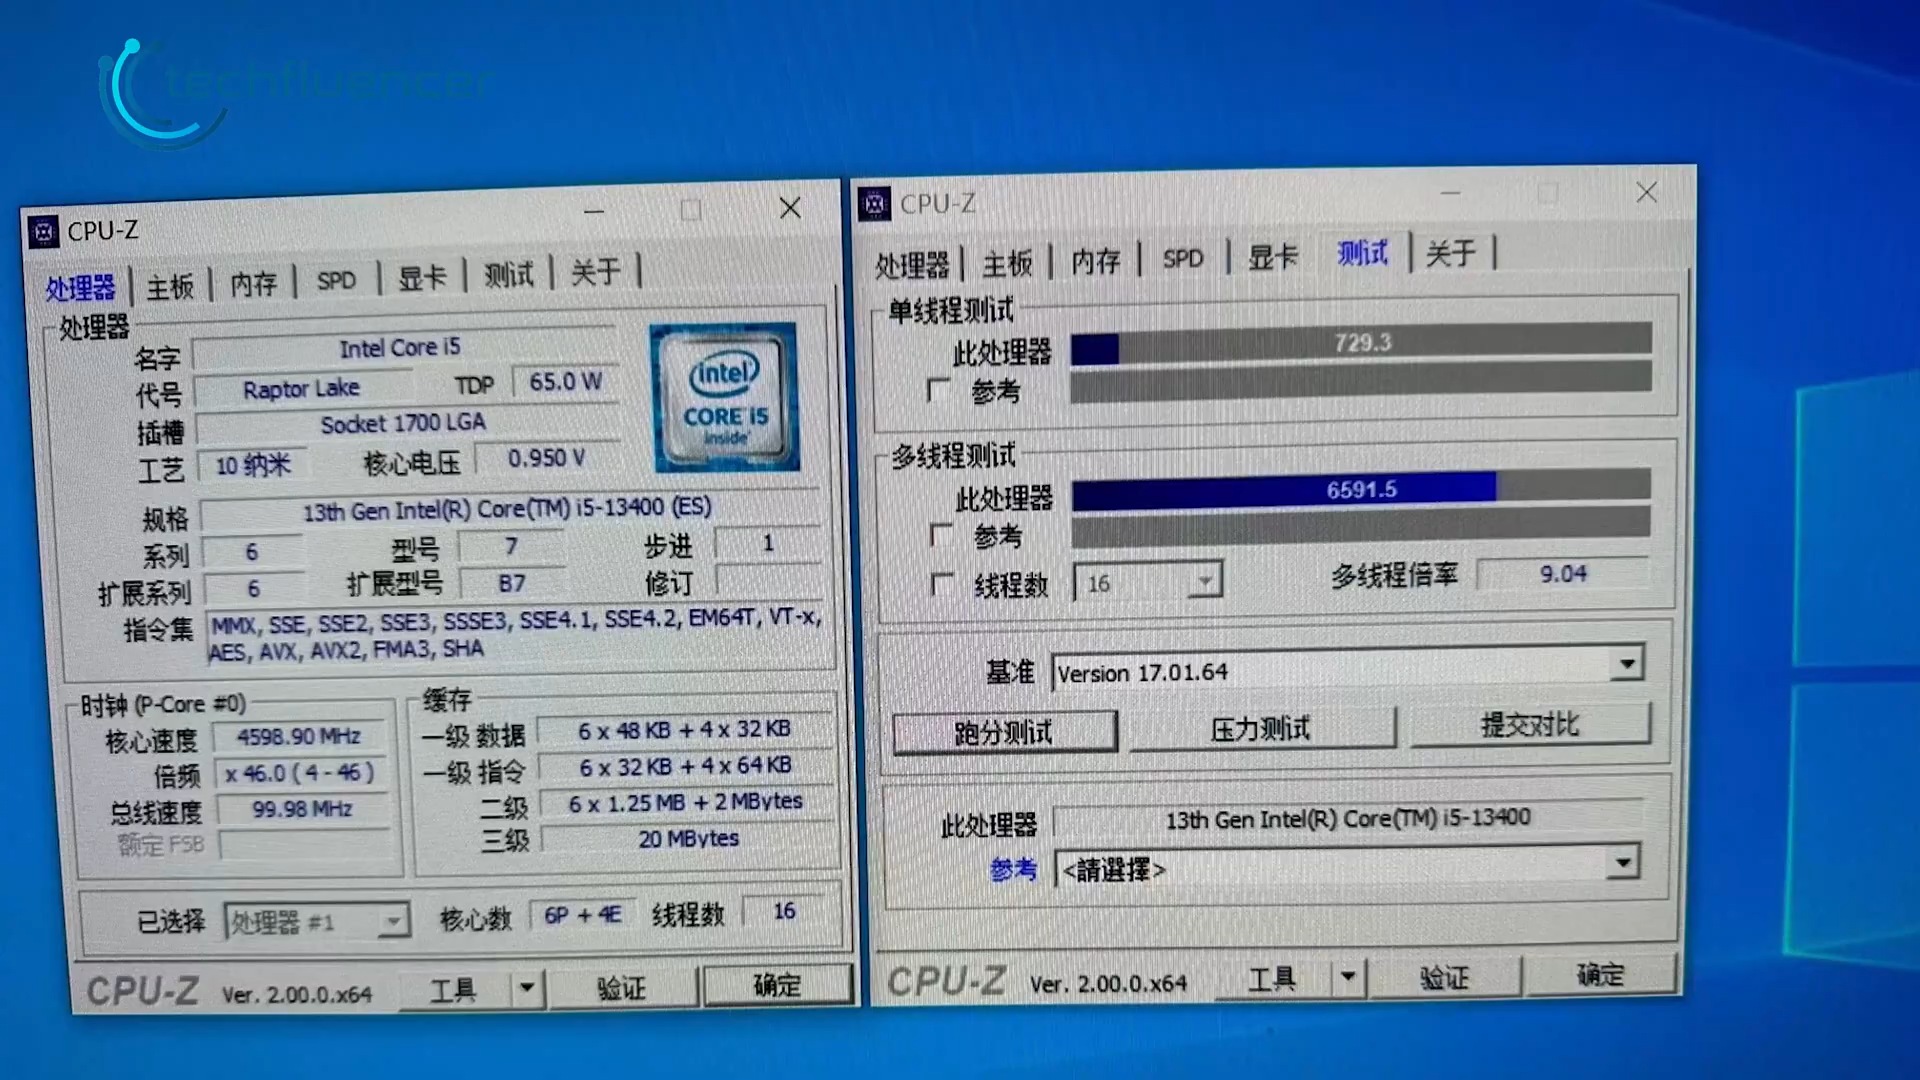 techfluencer
CPU-Z
处理器 主板 内存 SPD 显卡 测试 关于
处理器
名字 Intel Core i5
代号 Raptor Lake TDP 65.0 W
插槽 Socket 1700 LGA
工艺 10 纳米 核心电压 0.950 V
intel CORE i5 inside
规格 13th Gen Intel(R) Core(TM) i5-13400 (ES)
系列 6 型号 7 步进 1
扩展系列 6 扩展型号 B7 修订
指令集 MMX, SSE, SSE2, SSE3, SSSE3, SSE4.1, SSE4.2, EM64T, VT-x,
AES, AVX, AVX2, FMA3, SHA
时钟 (P-Core #0)
核心速度 4598.90 MHz
倍频 x 46.0 ( 4 - 46 )
总线速度 99.98 MHz
额定 FSB
缓存
一级 数据 6 x 48 KB + 4 x 32 KB
一级 指令 6 x 32 KB + 4 x 64 KB
二级 6 x 1.25 MB + 2 MBytes
三级 20 MBytes
已选择 处理器 #1 核心数 6P + 4E 线程数 16
CPU-Z Ver. 2.00.0.x64 工具 验证 确定
CPU-Z
处理器 主板 内存 SPD 显卡 测试 关于
单线程测试
此处理器 729.3
参考
多线程测试
此处理器 6591.5
参考
线程数 16 多线程倍率 9.04
基准 Version 17.01.64
跑分测试 压力测试 提交对比
此处理器 13th Gen Intel(R) Core(TM) i5-13400
参考 <請選擇>
CPU-Z Ver. 2.00.0.x64 工具 验证 确定